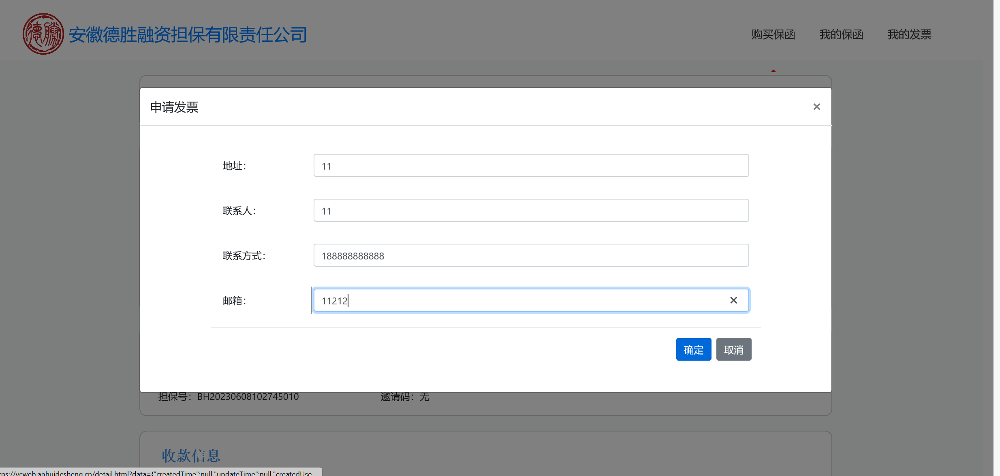 德勝
安徽德胜融资担保有限责任公司
购买保函 我的保函 我的发票
申请发票
地址： 11
联系人： 11
联系方式： 188888888888
邮箱： 11212
确定 取消
担保号：BH20230608102745010 邀请码：无
收款信息
tps://ycweb.anhuidesheng.cn/detail.html?data={"createdTime":null,"updateTime":null,"createdUse...